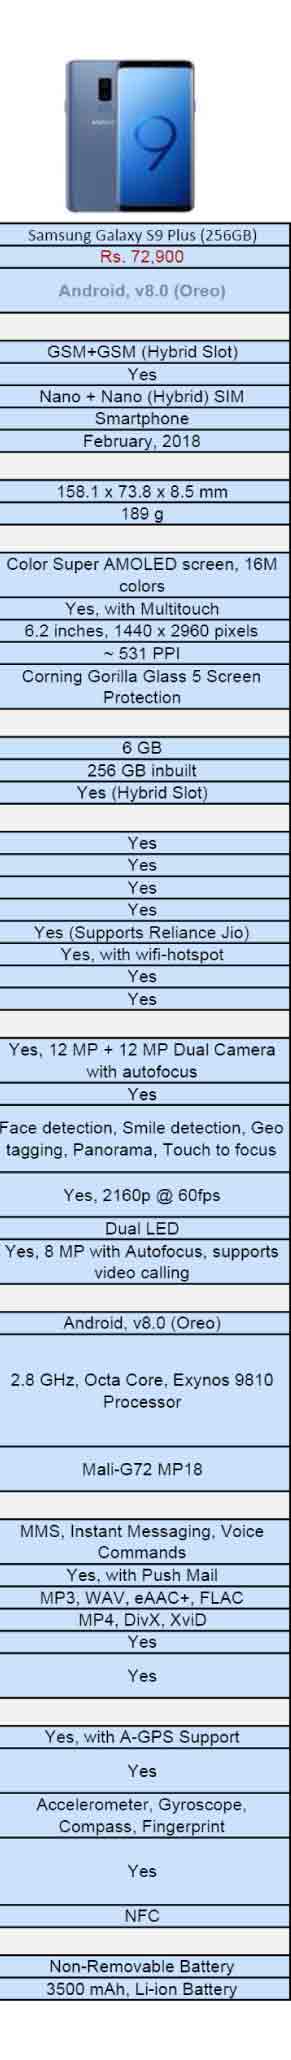 SAMSUNG
9
Samsung Galaxy S9 Plus (256GB)
Rs. 72,900
Android, v8.0 (Oreo)
GSM+GSM (Hybrid Slot)
Yes
Nano + Nano (Hybrid) SIM
Smartphone
February, 2018
158.1 x 73.8 x 8.5 mm
189 g
Color Super AMOLED screen, 16M
colors
Yes, with Multitouch
6.2 inches, 1440 x 2960 pixels
~ 531 PPI
Corning Gorilla Glass 5 Screen
Protection
6 GB
256 GB inbuilt
Yes (Hybrid Slot)
Yes
Yes
Yes
Yes
Yes (Supports Reliance Jio)
Yes, with wifi-hotspot
Yes
Yes
Yes, 12 MP + 12 MP Dual Camera
with autofocus
Yes
Face detection, Smile detection, Geo
tagging, Panorama, Touch to focus
Yes, 2160p @ 60fps
Dual LED
Yes, 8 MP with Autofocus, supports
video calling
Android, v8.0 (Oreo)
2.8 GHz, Octa Core, Exynos 9810
Processor
Mali-G72 MP18
MMS, Instant Messaging, Voice
Commands
Yes, with Push Mail
MP3, WAV, eAAC+, FLAC
MP4, DivX, XviD
Yes
Yes
Yes, with A-GPS Support
Yes
Accelerometer, Gyroscope,
Compass, Fingerprint
Yes
NFC
Non-Removable Battery
3500 mAh, Li-ion Battery